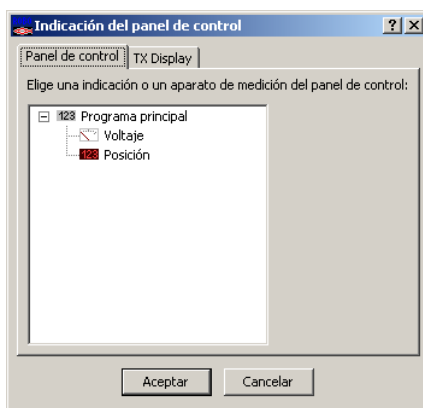 Indicación del panel de control
Panel de control TX Display
Elige una indicación o un aparato de medición del panel de control:
123 Programa principal
Voltaje
123 Posición
Aceptar Cancelar